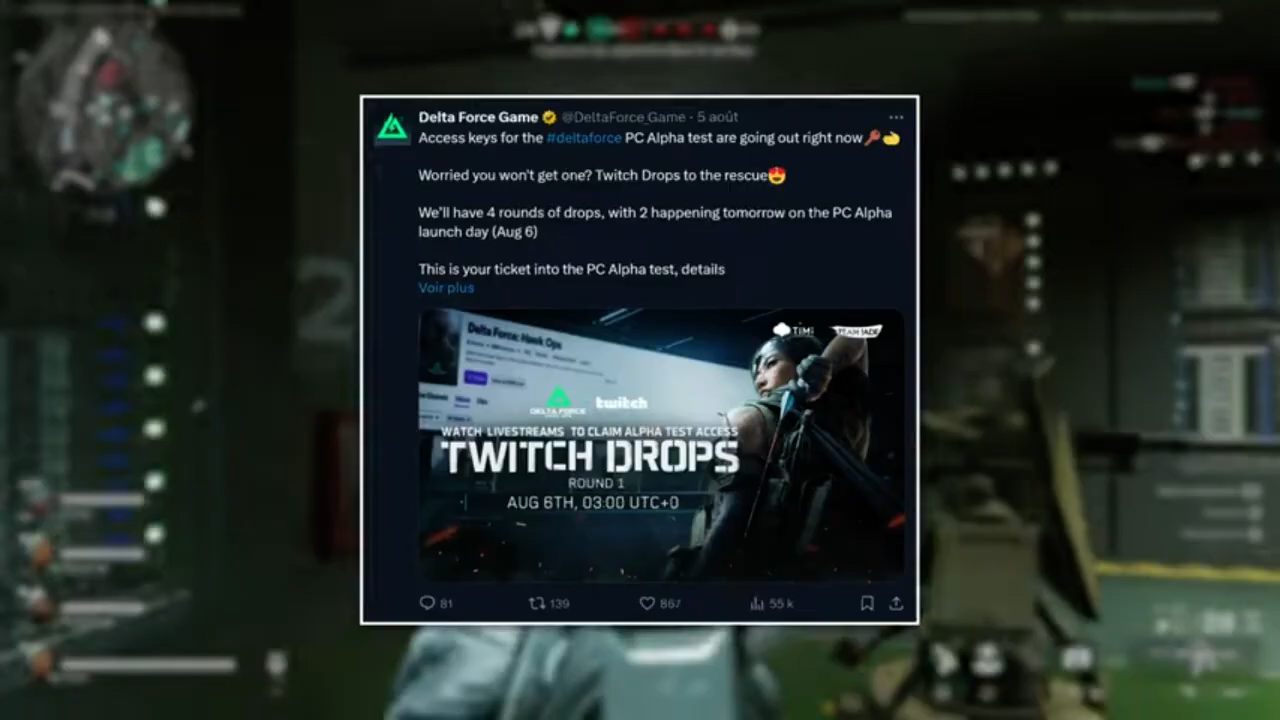 Delta Force Game @DeltaForce_Game · 5 août
Access keys for the #deltaforce PC Alpha test are going out right now
Worried you won't get one? Twitch Drops to the rescue
We'll have 4 rounds of drops, with 2 happening tomorrow on the PC Alpha
launch day (Aug 6)
This is your ticket into the PC Alpha test, details
Voir plus
Delta Force: Hawk Ops
TiMi
TEAM JADE
DELTA FORCE
twitch
WATCH LIVESTREAMS TO CLAIM ALPHA TEST ACCESS
TWITCH DROPS
ROUND 1
AUG 6TH, 03:00 UTC+0
81 139 867 55 k